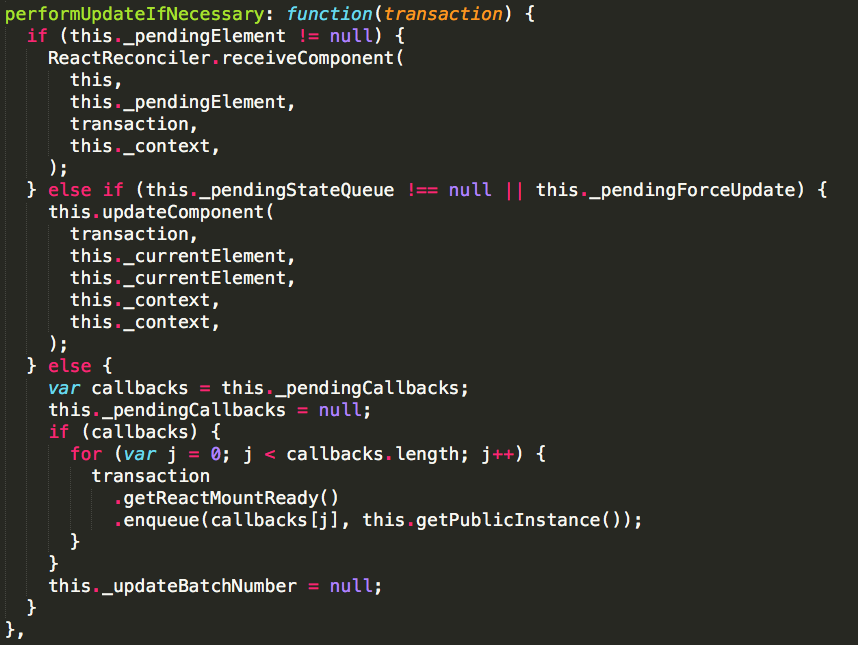 performUpdateIfNecessary: function(transaction) {
  if (this._pendingElement != null) {
    ReactReconciler.receiveComponent(
      this,
      this._pendingElement,
      transaction,
      this._context,
    );
  } else if (this._pendingStateQueue !== null || this._pendingForceUpdate) {
    this.updateComponent(
      transaction,
      this._currentElement,
      this._currentElement,
      this._context,
      this._context,
    );
  } else {
    var callbacks = this._pendingCallbacks;
    this._pendingCallbacks = null;
    if (callbacks) {
      for (var j = 0; j < callbacks.length; j++) {
        transaction
          .getReactMountReady()
          .enqueue(callbacks[j], this.getPublicInstance());
      }
    }
    this._updateBatchNumber = null;
  }
},